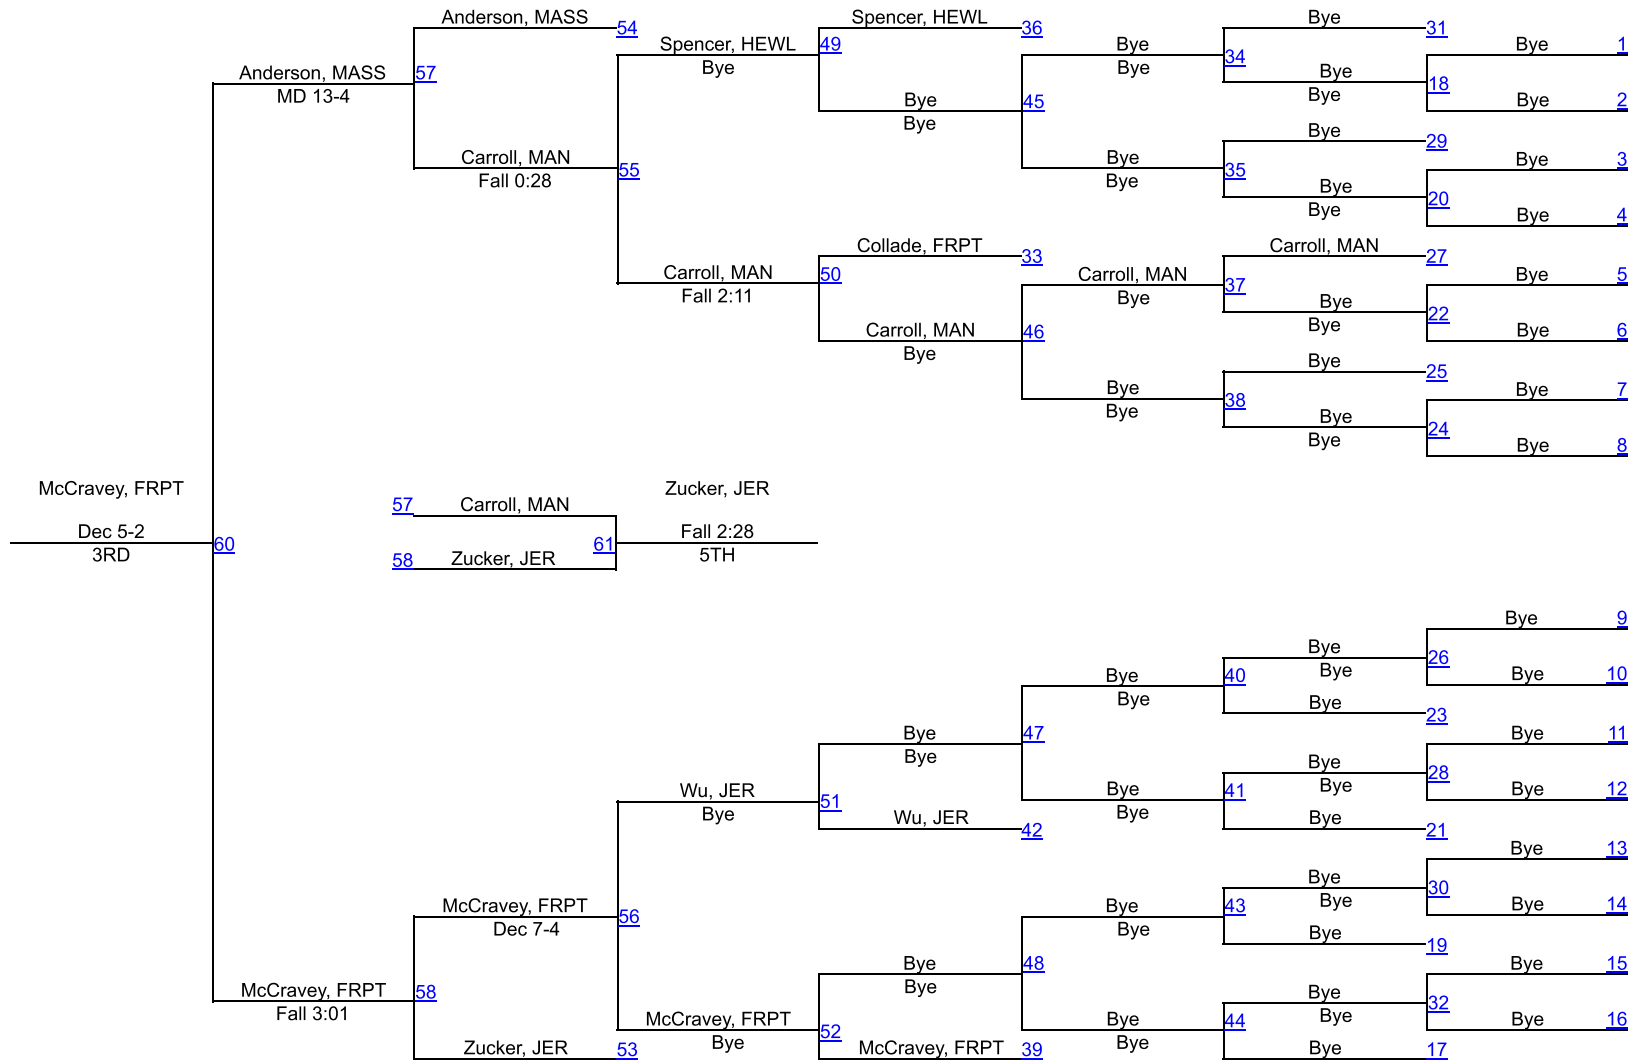 Anderson, MASS
54
Spencer, HEWL
36
Bye
31
Spencer, HEWL
49
Bye
Bye
34
Bye
Bye
1
Anderson, MASS
57
MD 13-4
Bye
Bye
18
Bye
Bye
45
Bye
2
Bye
29
Carroll, MAN
55
Fall 0:28
Bye
Bye
35
Bye
3
Bye
Bye
20
Bye
4
Collade, FRPT
33
Carroll, MAN
27
Carroll, MAN
50
Fall 2:11
Carroll, MAN
37
Bye
Bye
5
Bye
Bye
22
Carroll, MAN
46
Bye
Bye
6
Bye
25
Bye
Bye
38
Bye
7
Bye
Bye
24
Bye
8
McCravey, FRPT
Zucker, JER
57
Carroll, MAN
Dec 5-2
60
3RD
61
Fall 2:28
5TH
58
Zucker, JER
Bye
9
Bye
Bye
26
Bye
Bye
40
Bye
10
Bye
23
Bye
Bye
47
Bye
11
Bye
Bye
28
Wu, JER
51
Bye
Bye
Bye
41
Bye
12
Wu, JER
42
Bye
21
Bye
13
Bye
Bye
30
McCravey, FRPT
56
Dec 7-4
Bye
Bye
43
Bye
14
Bye
19
Bye
Bye
48
Bye
15
McCravey, FRPT
58
Fall 3:01
Bye
Bye
32
McCravey, FRPT
52
Bye
Bye
Bye
44
Bye
16
Zucker, JER
53
McCravey, FRPT
39
Bye
17